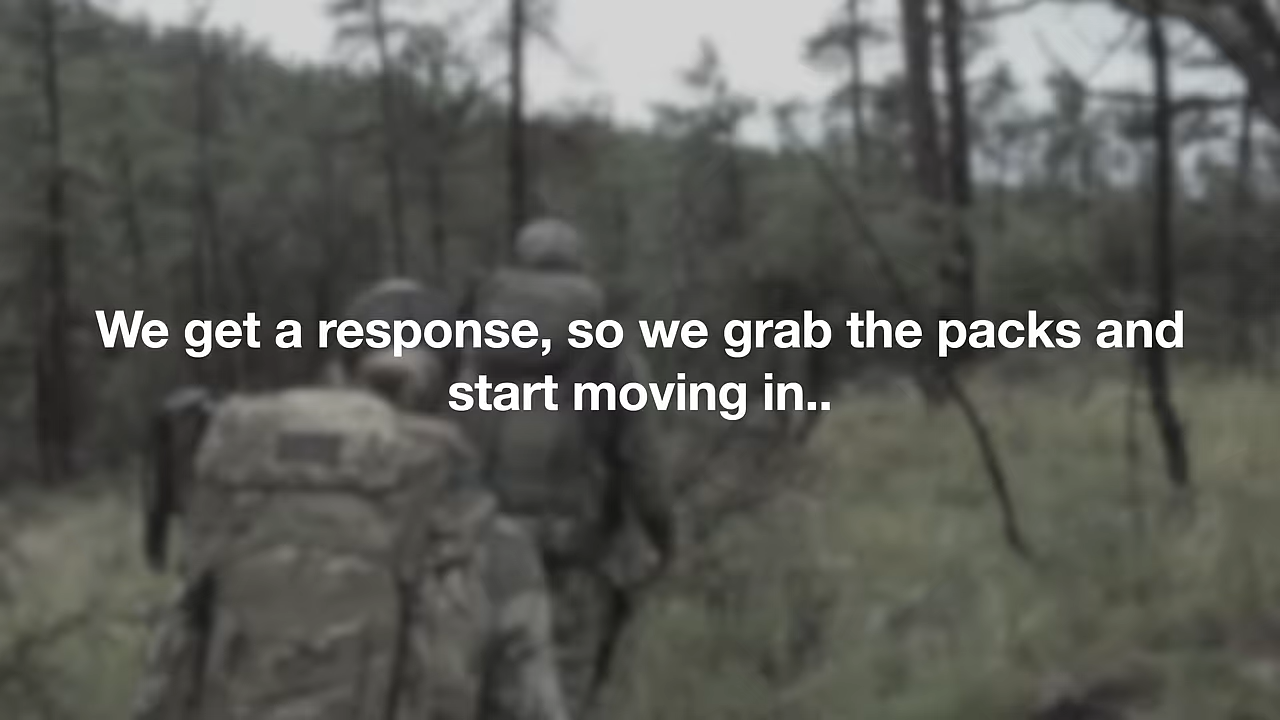 We get a response, so we grab the packs and
start moving in..